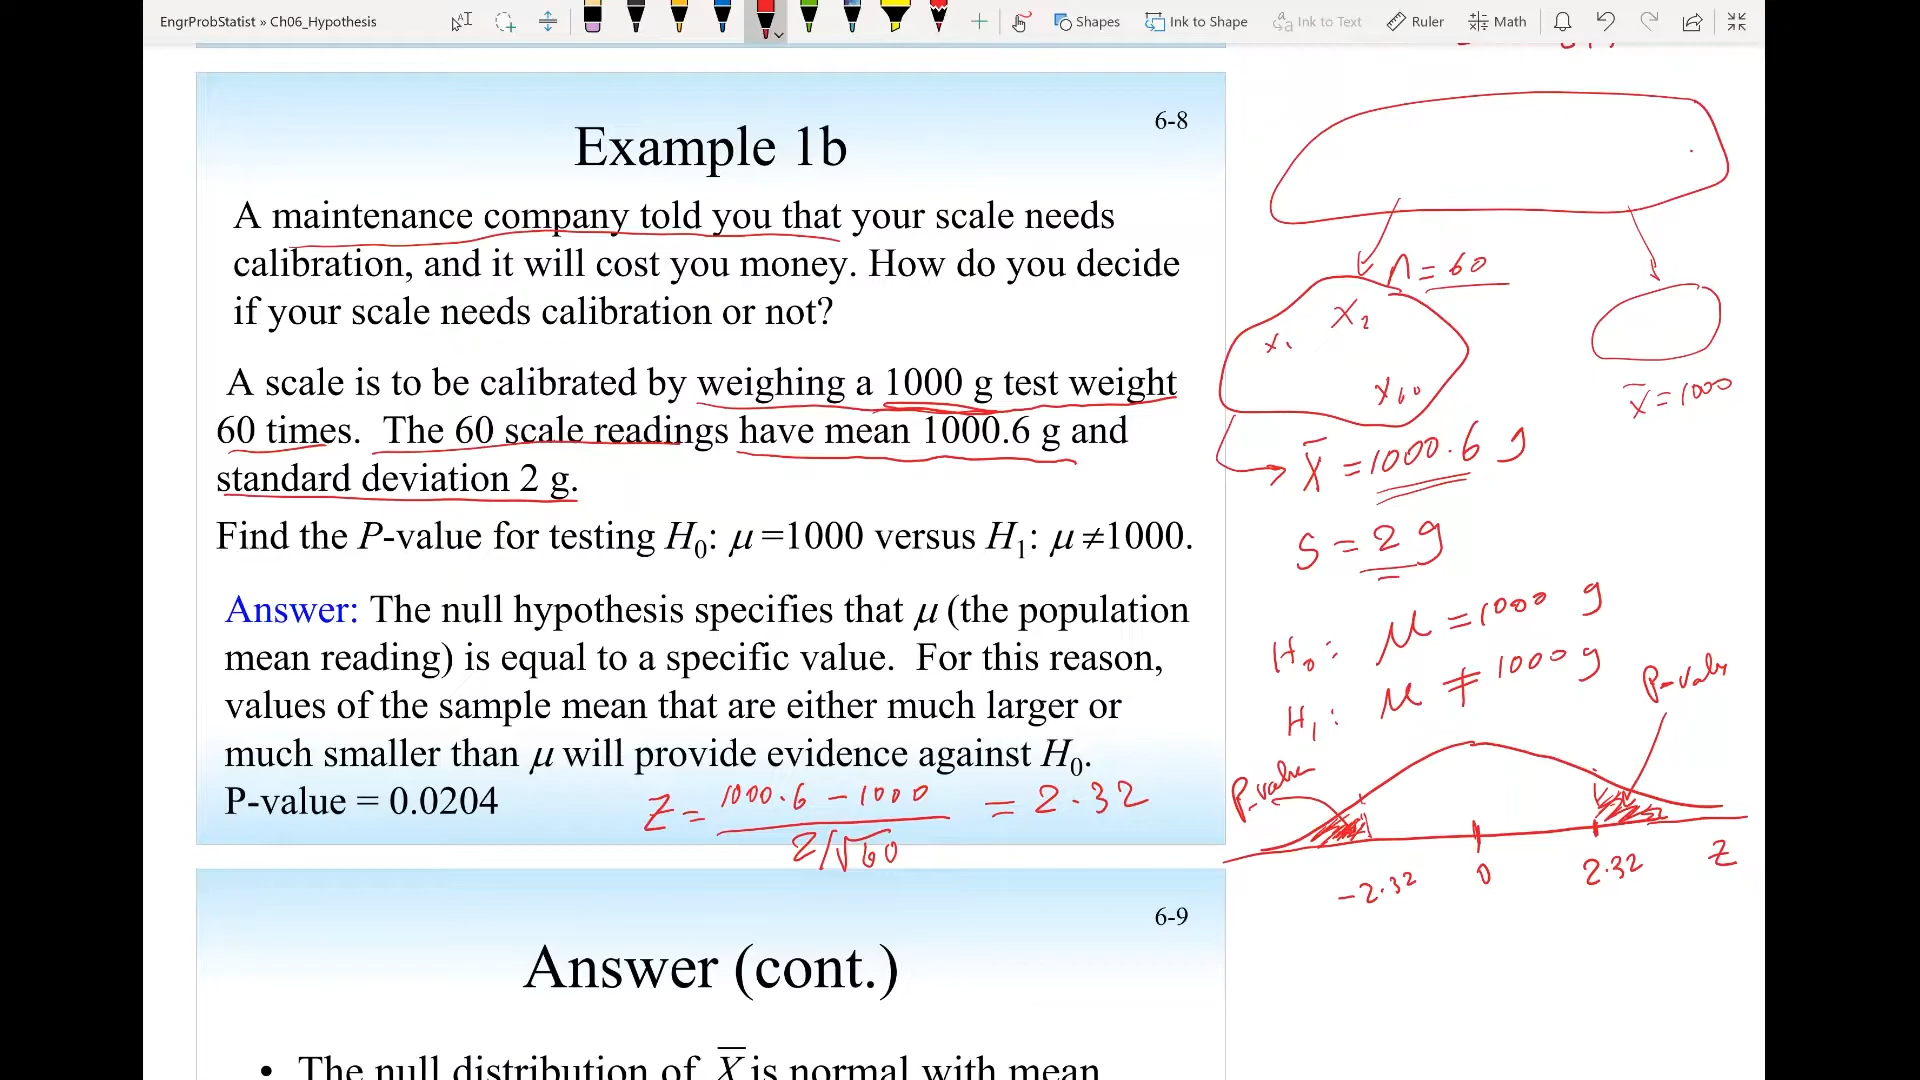 EngrProbStatist » Ch06_Hypothesis
Shapes
Ink to Shape
Ink to Text
Ruler
Math
6-8
Example 1b
A maintenance company told you that your scale needs
calibration, and it will cost you money. How do you decide
if your scale needs calibration or not?
A scale is to be calibrated by weighing a 1000 g test weight
60 times. The 60 scale readings have mean 1000.6 g and
standard deviation 2 g.
Find the P-value for testing H₀: μ =1000 versus H₁: μ ≠1000.
Answer: The null hypothesis specifies that μ (the population
mean reading) is equal to a specific value. For this reason,
values of the sample mean that are either much larger or
much smaller than μ will provide evidence against H₀.
P-value = 0.0204
Z = (1000.6 - 1000) / (2/√60) = 2.32
n = 60
X₁ X₂
X₆₀
X̄ = 1000
X̄ = 1000.6 g
S = 2 g
H₀: μ = 1000 g
H₁: μ ≠ 1000 g
P-value
P-value
-2.32 0 2.32 Z
6-9
Answer (cont.)
• The null distribution of X̄ is normal with mean